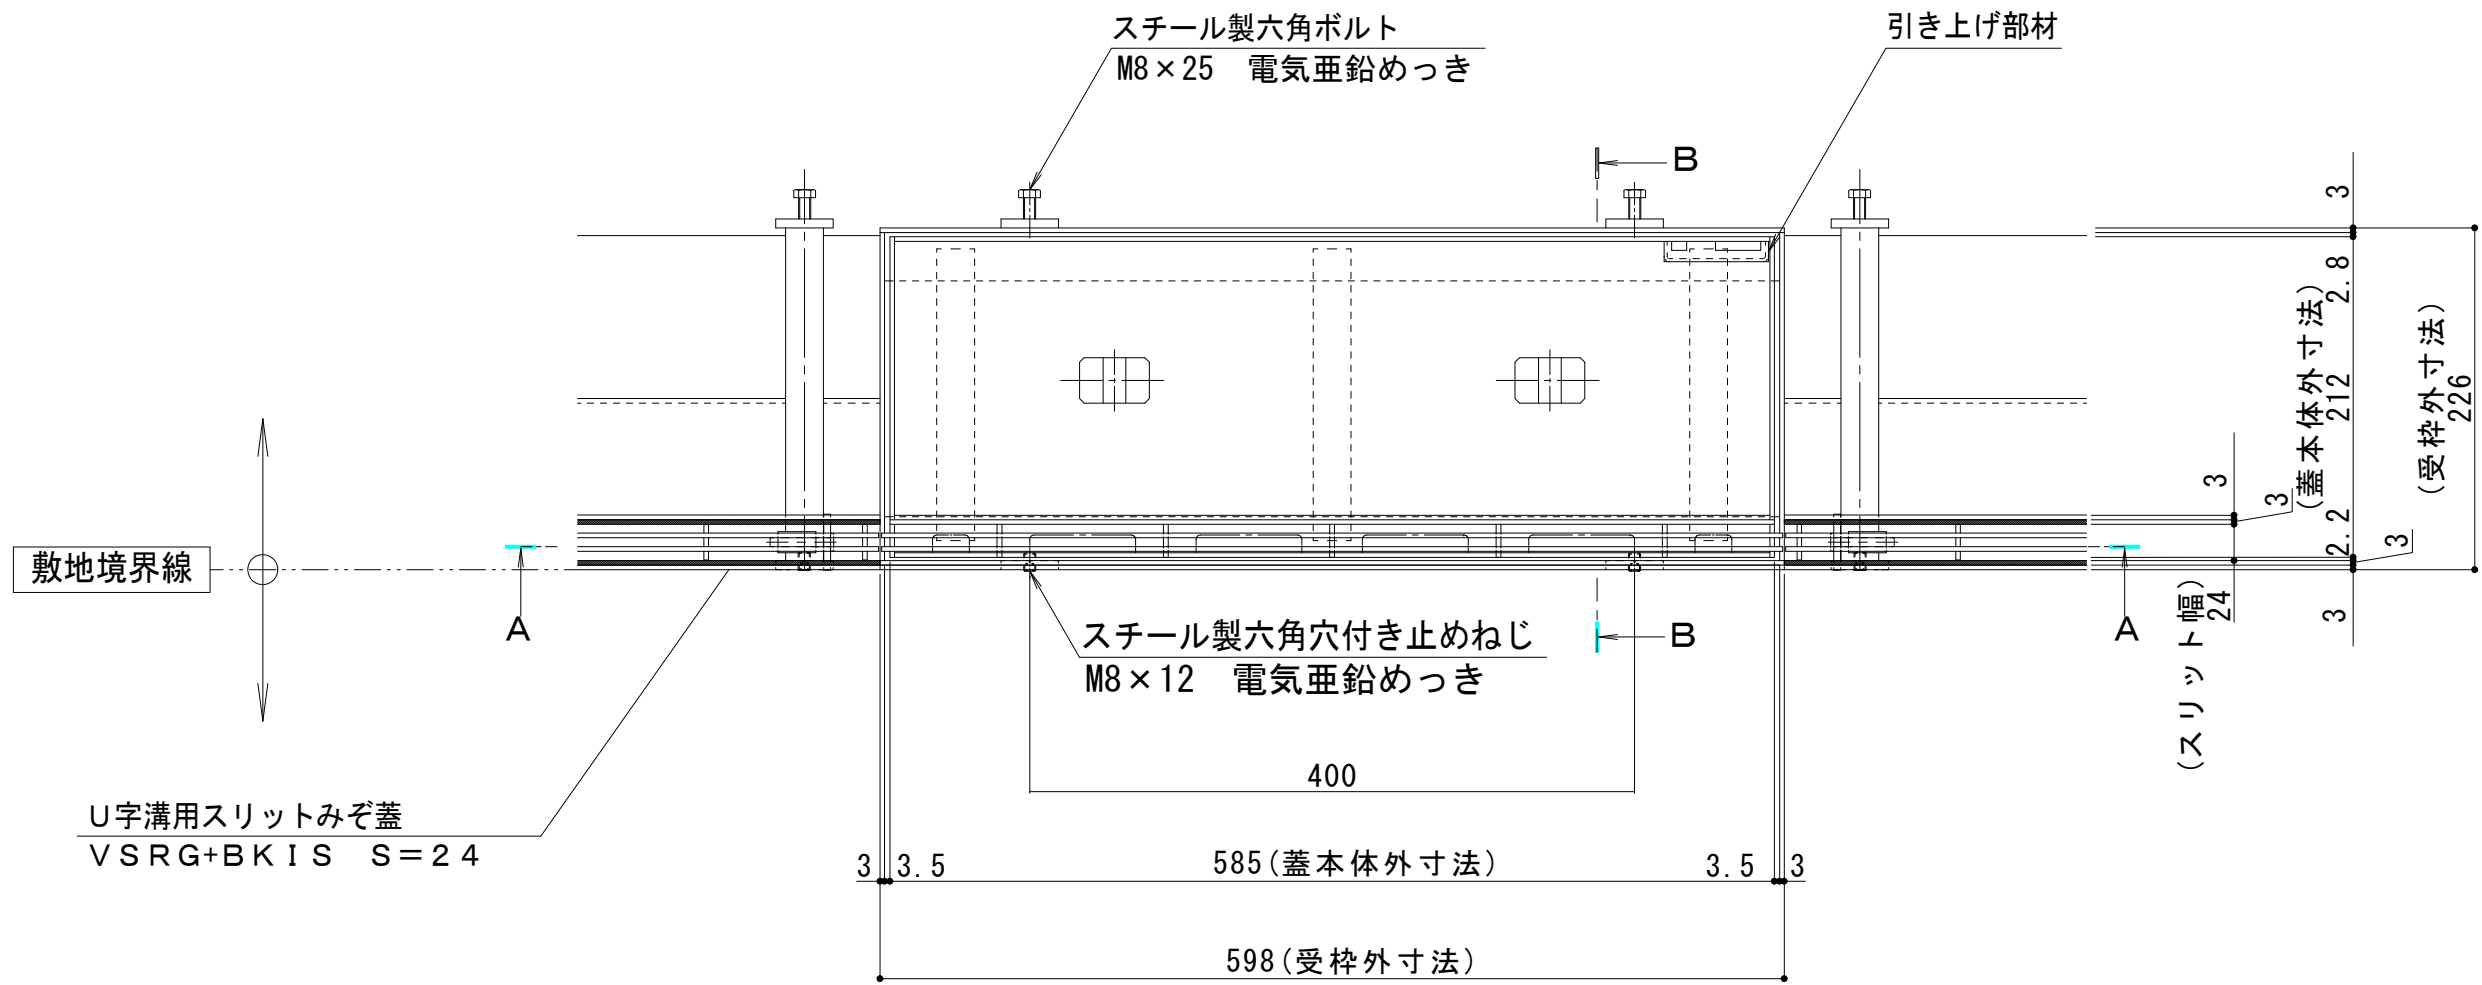 スチール製六角ボルト
M8×25　電気亜鉛めっき
引き上げ部材
B
3
2.8
(蓋本体外寸法)
212
(受枠外寸法)
226
3
3
2.2
3
敷地境界線
A
A
(スリット幅)
24
3
スチール製六角穴付き止めねじ
M8×12　電気亜鉛めっき
B
400
U字溝用スリットみぞ蓋
VSRG+BKIS　S=24
3
3.5
585(蓋本体外寸法)
3.5
3
598(受枠外寸法)